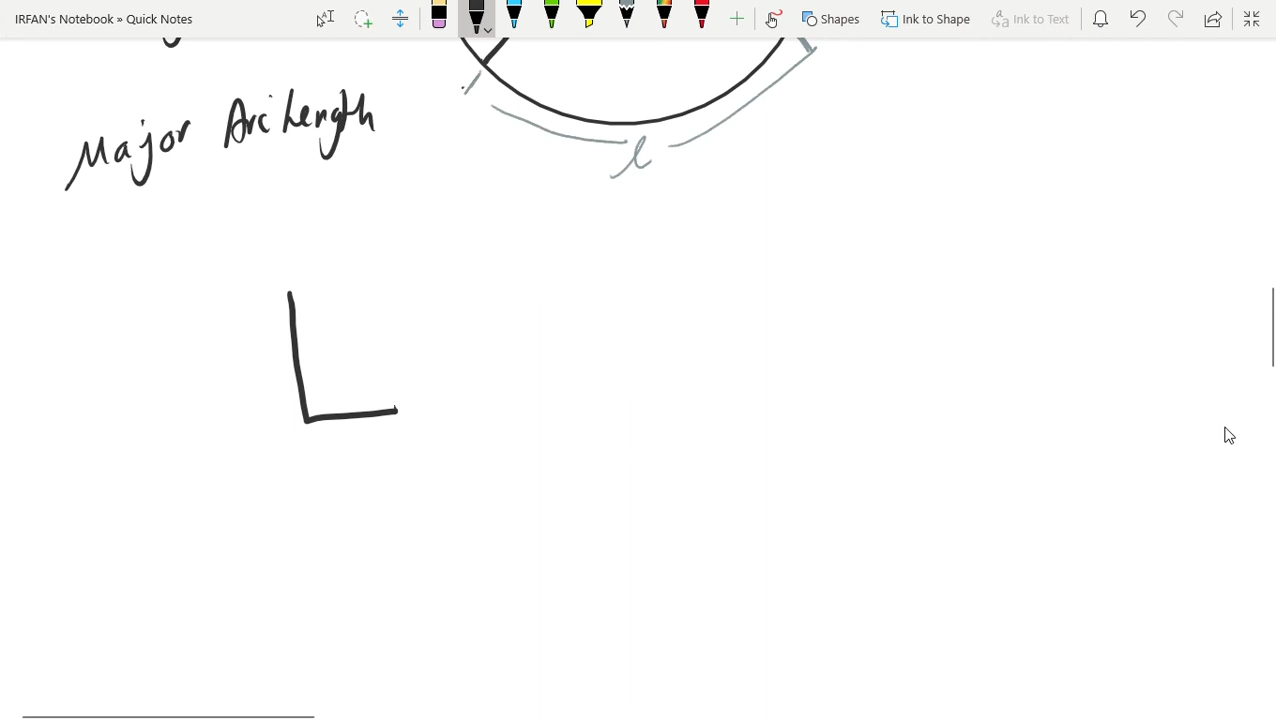 IRFAN's Notebook » Quick Notes
Shapes
Ink to Shape
Ink to Text
Major Arc Length
l
L